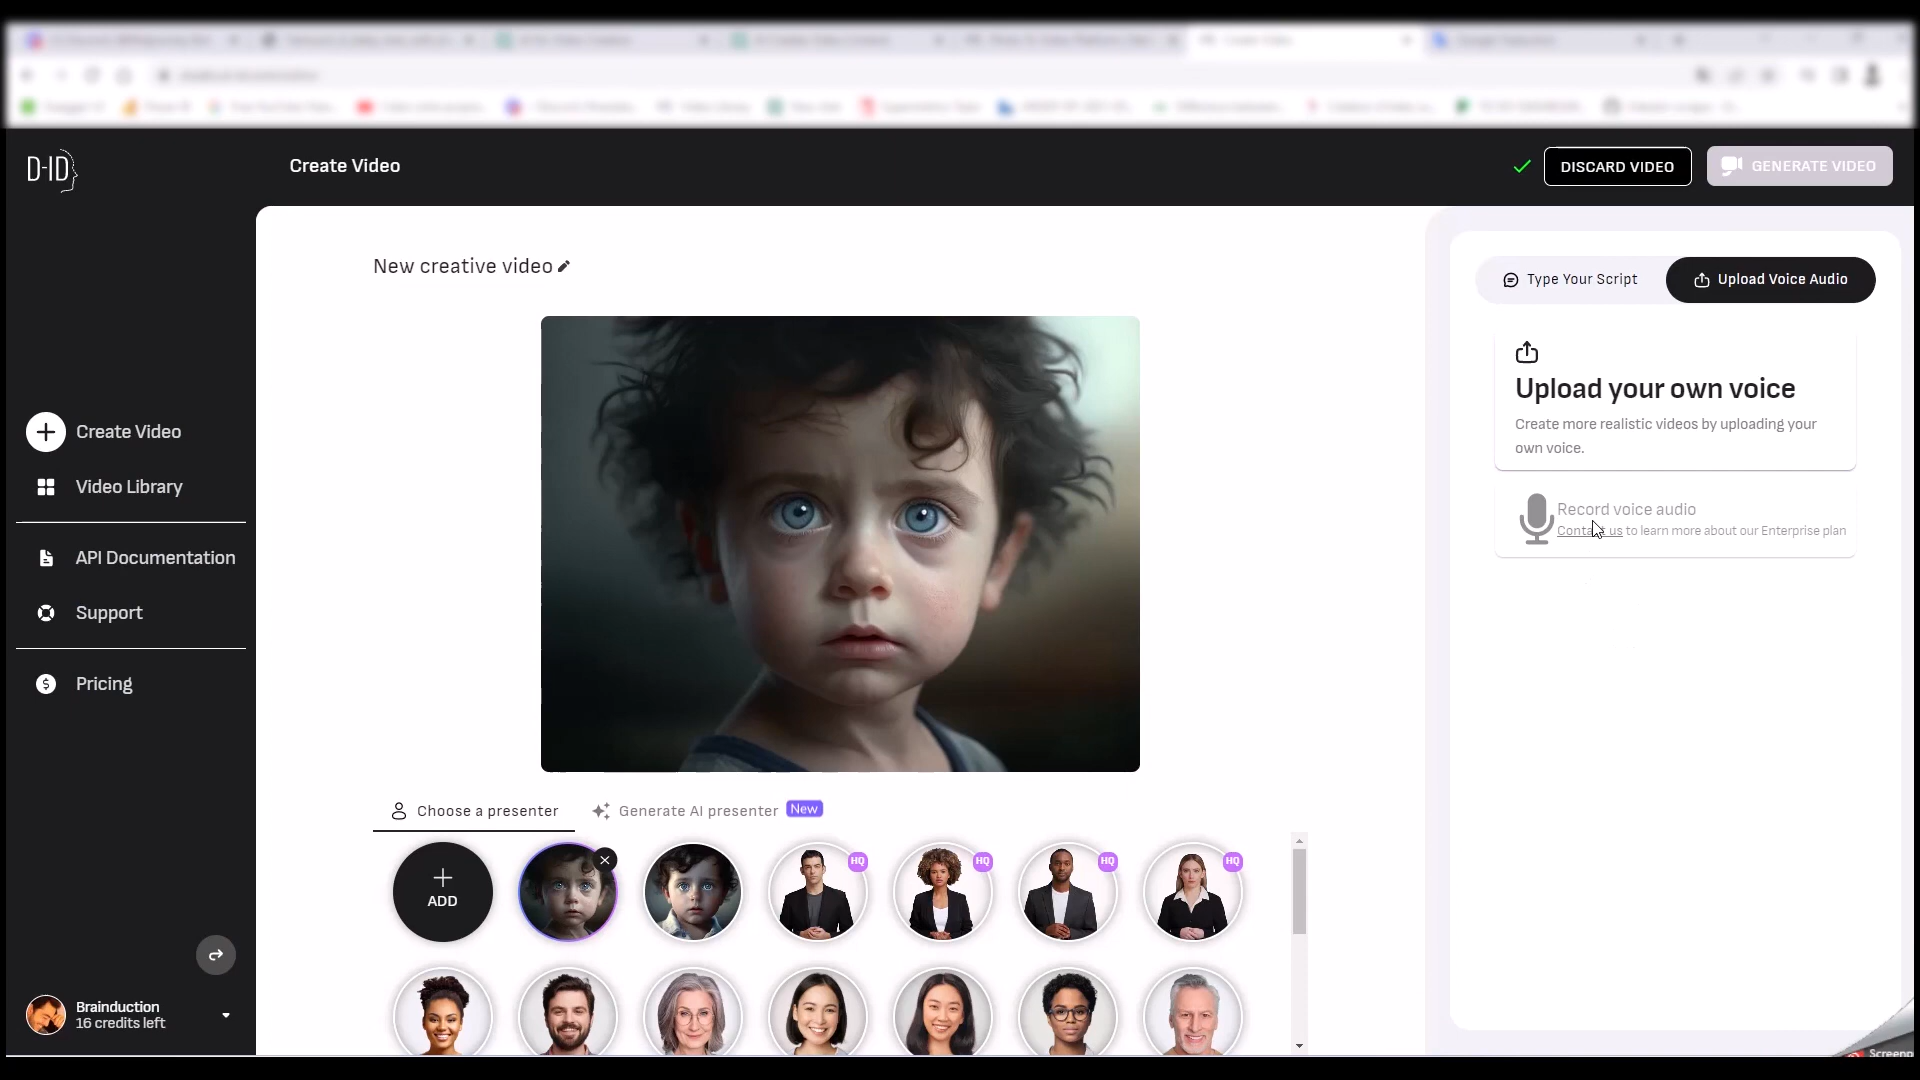 D-ID
Create Video
DISCARD VIDEO
GENERATE VIDEO
New creative video
Type Your Script
Upload Voice Audio
Upload your own voice
Create more realistic videos by uploading your
own voice.
Record voice audio
Contact us to learn more about our Enterprise plan
Create Video
Video Library
API Documentation
Support
Pricing
Choose a presenter
Generate AI presenter
New
+
ADD
HQ
HQ
HQ
HQ
Brainduction
16 credits left